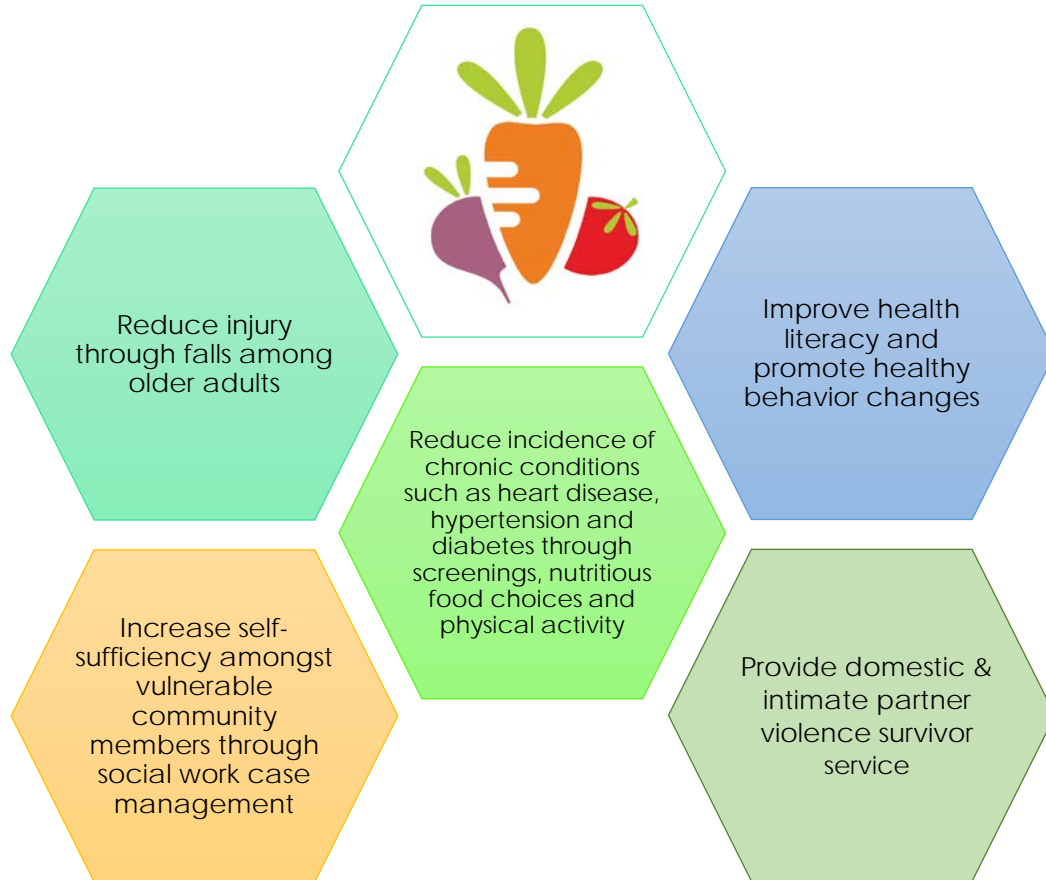 Reduce injury
through falls among
older adults
Improve health
literacy and
promote healthy
behavior changes
Reduce incidence of
chronic conditions
such as heart disease,
hypertension and
diabetes through
screenings, nutritious
food choices and
physical activity
Increase self-
sufficiency amongst
vulnerable
community
members through
social work case
management
Provide domestic &
intimate partner
violence survivor
service